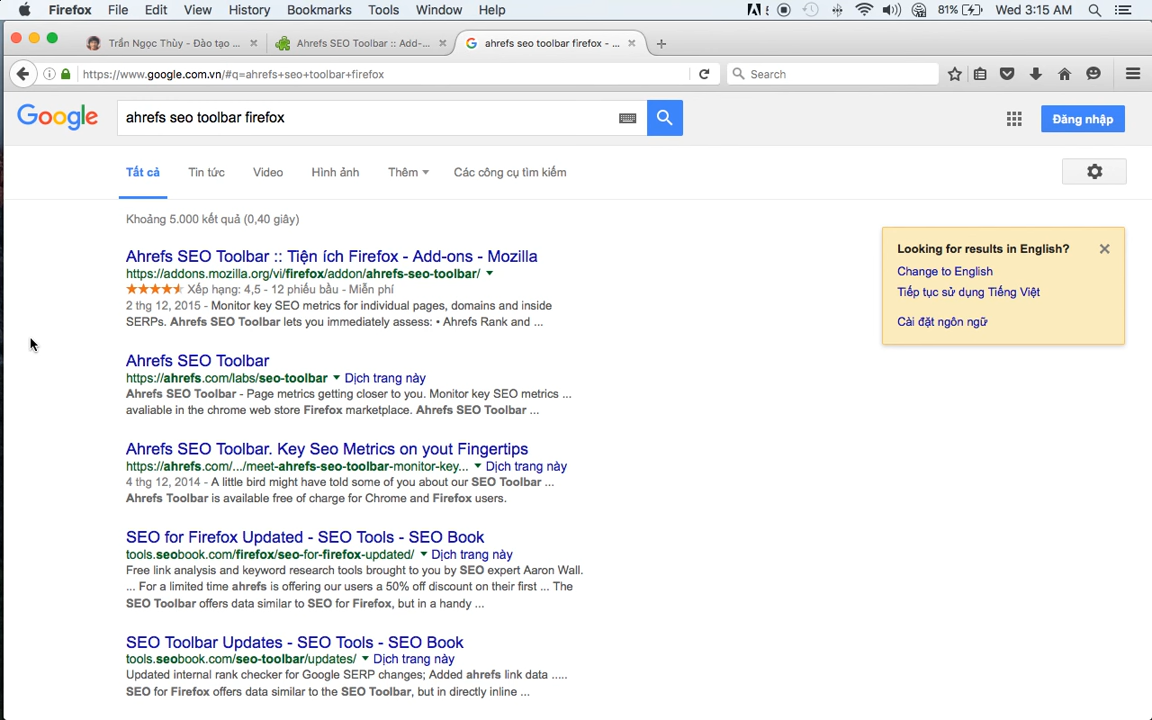 Firefox File Edit View History Bookmarks Tools Window Help 81% Wed 3:15 AM
Trần Ngọc Thùy - Đào tạo ... Ahrefs SEO Toolbar :: Add-... ahrefs seo toolbar firefox - ...
https://www.google.com.vn/#q=ahrefs+seo+toolbar+firefox Search
Google ahrefs seo toolbar firefox Đăng nhập
Tất cả Tin tức Video Hình ảnh Thêm Các công cụ tìm kiếm
Khoảng 5.000 kết quả (0,40 giây)
Ahrefs SEO Toolbar :: Tiện ích Firefox - Add-ons - Mozilla
https://addons.mozilla.org/vi/firefox/addon/ahrefs-seo-toolbar/
Xếp hạng: 4,5 - 12 phiếu bầu - Miễn phí
2 thg 12, 2015 - Monitor key SEO metrics for individual pages, domains and inside
SERPs. Ahrefs SEO Toolbar lets you immediately assess: • Ahrefs Rank and ...
Ahrefs SEO Toolbar
https://ahrefs.com/labs/seo-toolbar Dịch trang này
Ahrefs SEO Toolbar - Page metrics getting closer to you. Monitor key SEO metrics ...
avaliable in the chrome web store Firefox marketplace. Ahrefs SEO Toolbar ...
Ahrefs SEO Toolbar. Key Seo Metrics on yout Fingertips
https://ahrefs.com/.../meet-ahrefs-seo-toolbar-monitor-key... Dịch trang này
4 thg 12, 2014 - A little bird might have told some of you about our SEO Toolbar ...
Ahrefs Toolbar is available free of charge for Chrome and Firefox users.
SEO for Firefox Updated - SEO Tools - SEO Book
tools.seobook.com/firefox/seo-for-firefox-updated/ Dịch trang này
Free link analysis and keyword research tools brought to you by SEO expert Aaron Wall.
... For a limited time ahrefs is offering our users a 50% off discount on their first ... The
SEO Toolbar offers data similar to SEO for Firefox, but in a handy ...
SEO Toolbar Updates - SEO Tools - SEO Book
tools.seobook.com/seo-toolbar/updates/ Dịch trang này
Updated internal rank checker for Google SERP changes; Added ahrefs link data .....
SEO for Firefox offers data similar to the SEO Toolbar, but in directly inline ...
Looking for results in English?
Change to English
Tiếp tục sử dụng Tiếng Việt
Cài đặt ngôn ngữ